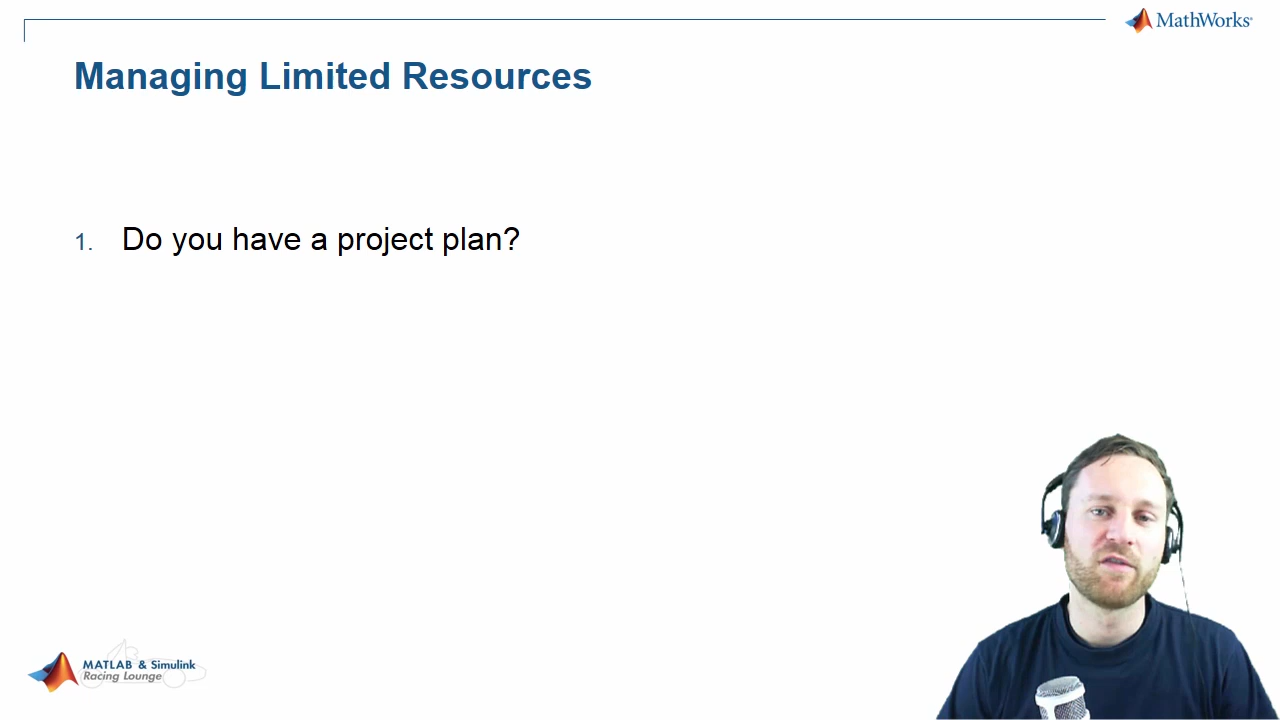 MathWorks®
Managing Limited Resources
1. Do you have a project plan?
MATLAB & Simulink
Racing Lounge